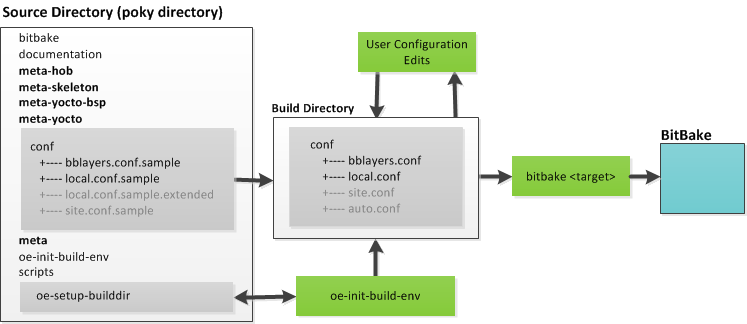 Source Directory (poky directory)
bitbake
documentation
meta-hob
meta-skeleton
meta-yocto-bsp
meta-yocto
conf
+---- bblayers.conf.sample
+---- local.conf.sample
+---- local.conf.sample.extended
+---- site.conf.sample
meta
oe-init-build-env
scripts
oe-setup-builddir
User Configuration
Edits
Build Directory
conf
+---- bblayers.conf
+---- local.conf
+---- site.conf
+---- auto.conf
oe-init-build-env
bitbake <target>
BitBake